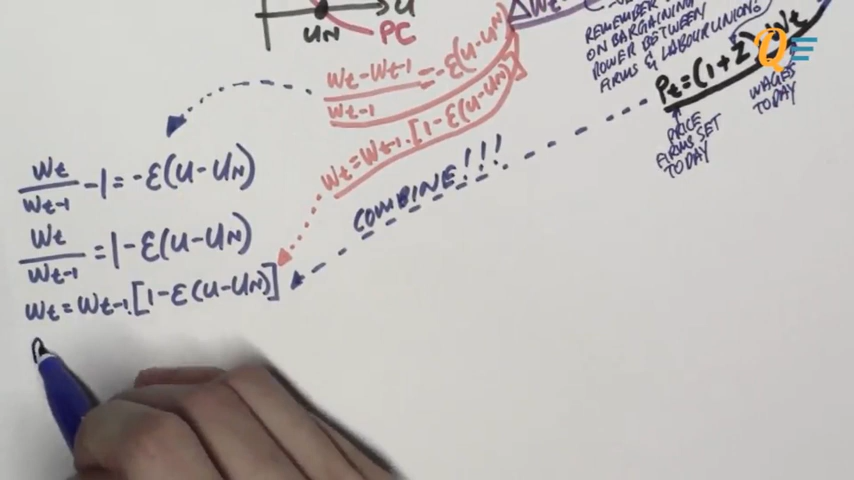 u
UN
PC
ΔWt
REMEMBER
ON BARGAINING
POWER BETWEEN
FIRMS & LABOUR UNIONS
Pt=(1+Z).Wt
PRICE
FIRMS SET
TODAY
WAGES
TODAY
Wt-Wt-1/Wt-1=-ε(U-UN)
Wt=Wt-1.[1-ε(U-UN)]
COMBINE!!!
Wt/Wt-1-1=-ε(U-UN)
Wt/Wt-1=1-ε(U-UN)
Wt=Wt-1.[1-ε(U-UN)]
QE